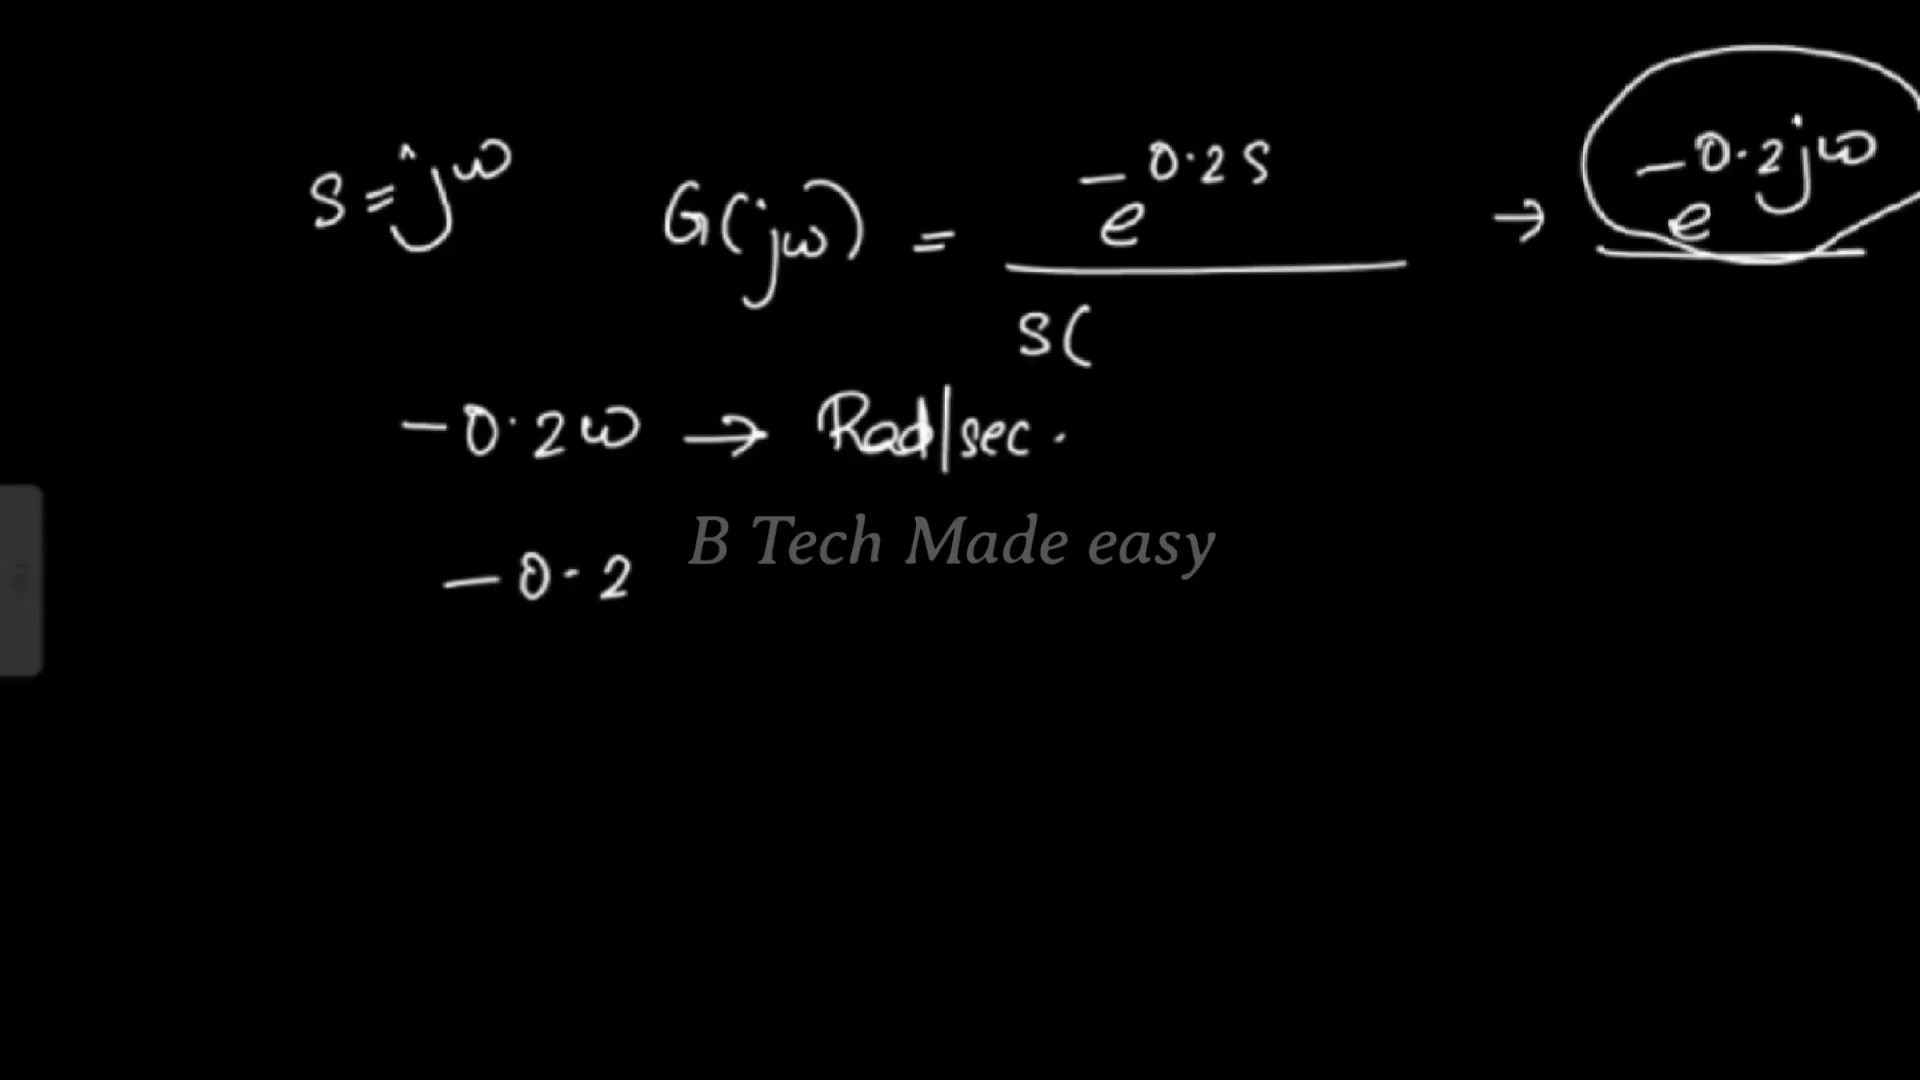 S = jω G(jω) = e^-0.2S / S( → e^-0.2jω
-0.2ω → Rad/sec.
B Tech Made easy
-0.2